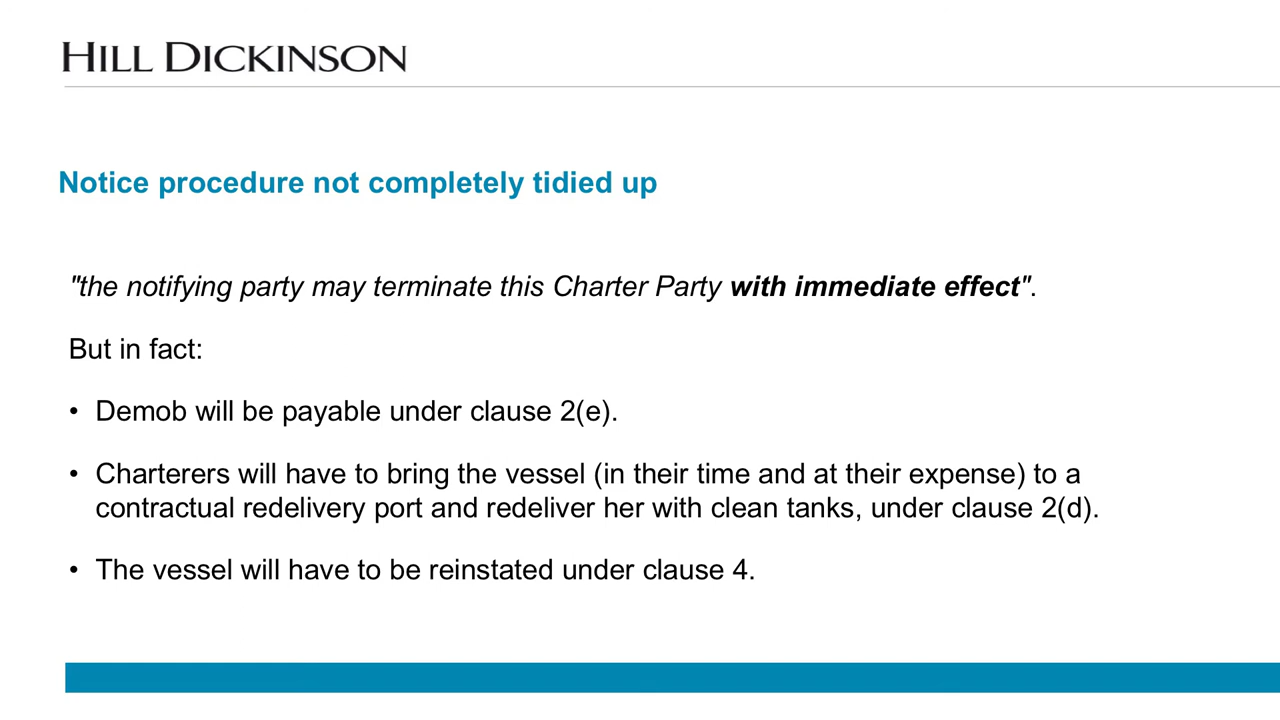 HILL DICKINSON
Notice procedure not completely tidied up
"the notifying party may terminate this Charter Party with immediate effect".
But in fact:
• Demob will be payable under clause 2(e).
• Charterers will have to bring the vessel (in their time and at their expense) to a
contractual redelivery port and redeliver her with clean tanks, under clause 2(d).
• The vessel will have to be reinstated under clause 4.